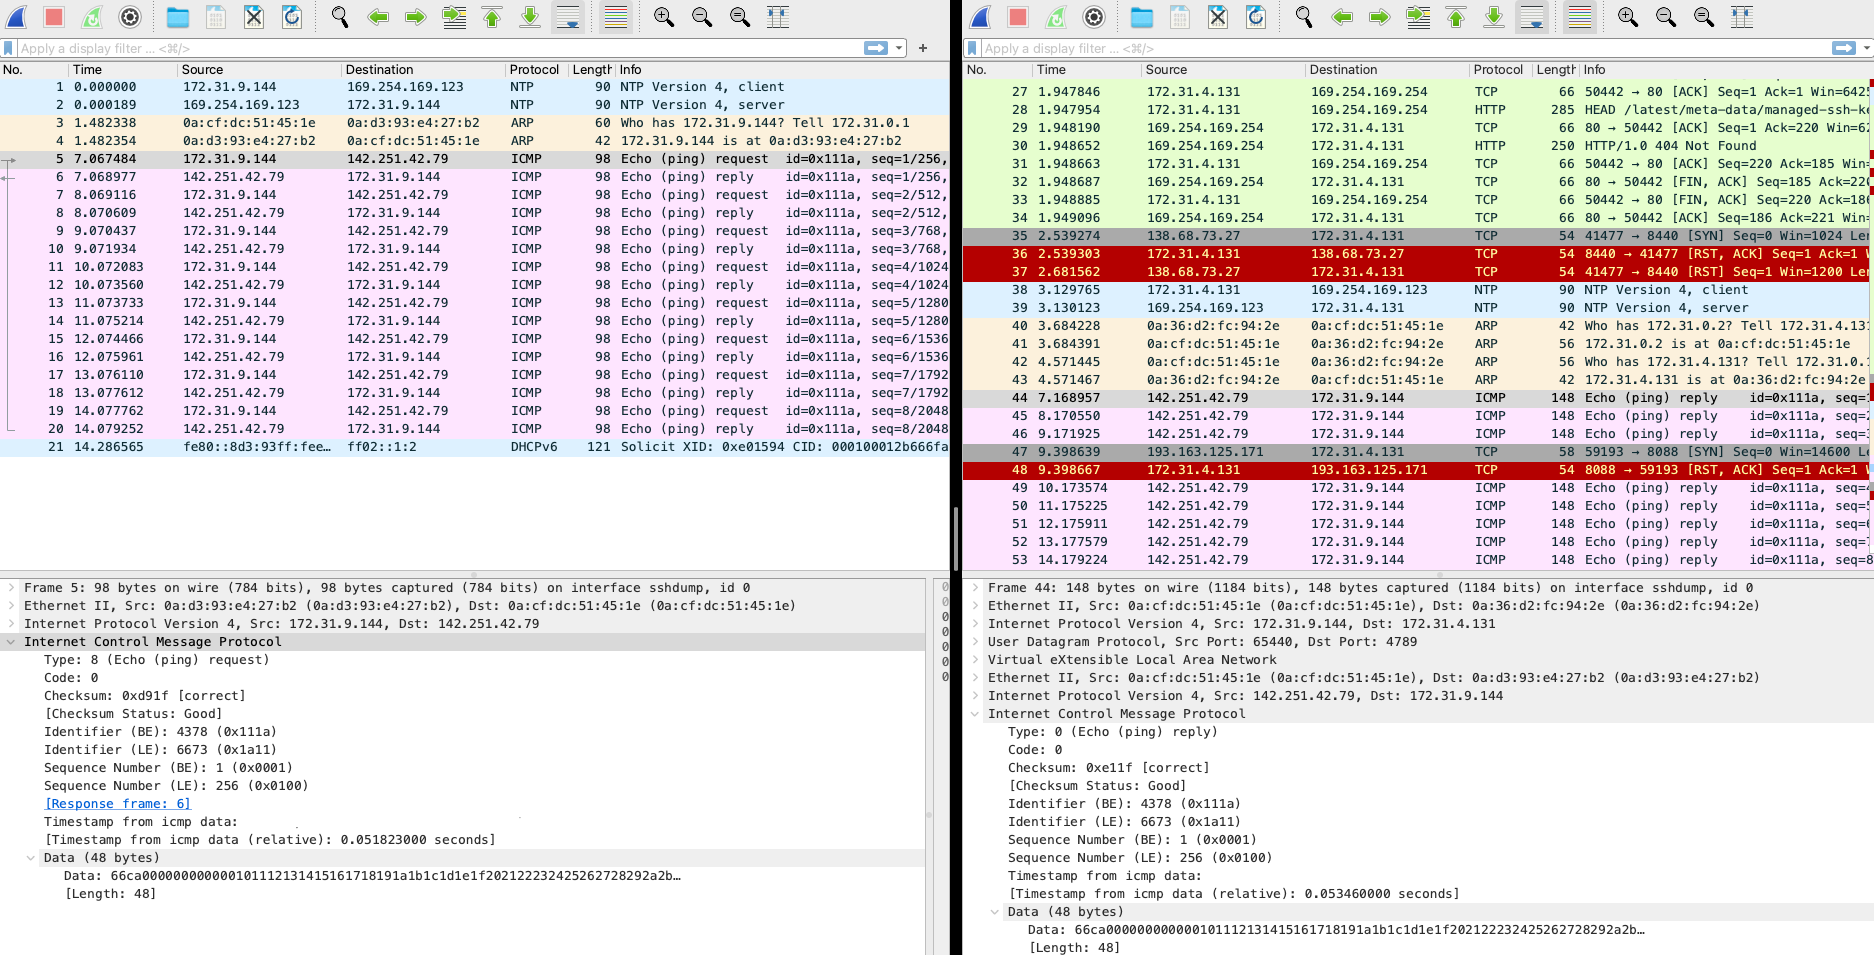 Apply a display filter ... <⌘/>
+
No. Time Source Destination Protocol Length Info
1 0.000000 172.31.9.144 169.254.169.123 NTP 90 NTP Version 4, client
2 0.000189 169.254.169.123 172.31.9.144 NTP 90 NTP Version 4, server
3 1.482338 0a:cf:dc:51:45:1e 0a:d3:93:e4:27:b2 ARP 60 Who has 172.31.9.144? Tell 172.31.0.1
4 1.482354 0a:d3:93:e4:27:b2 0a:cf:dc:51:45:1e ARP 42 172.31.9.144 is at 0a:d3:93:e4:27:b2
5 7.067484 172.31.9.144 142.251.42.79 ICMP 98 Echo (ping) request id=0x111a, seq=1/256,
6 7.068977 142.251.42.79 172.31.9.144 ICMP 98 Echo (ping) reply id=0x111a, seq=1/256,
7 8.069116 172.31.9.144 142.251.42.79 ICMP 98 Echo (ping) request id=0x111a, seq=2/512,
8 8.070609 142.251.42.79 172.31.9.144 ICMP 98 Echo (ping) reply id=0x111a, seq=2/512,
9 9.070437 172.31.9.144 142.251.42.79 ICMP 98 Echo (ping) request id=0x111a, seq=3/768,
10 9.071934 142.251.42.79 172.31.9.144 ICMP 98 Echo (ping) reply id=0x111a, seq=3/768,
11 10.072083 172.31.9.144 142.251.42.79 ICMP 98 Echo (ping) request id=0x111a, seq=4/1024
12 10.073560 142.251.42.79 172.31.9.144 ICMP 98 Echo (ping) reply id=0x111a, seq=4/1024
13 11.073733 172.31.9.144 142.251.42.79 ICMP 98 Echo (ping) request id=0x111a, seq=5/1280
14 11.075214 142.251.42.79 172.31.9.144 ICMP 98 Echo (ping) reply id=0x111a, seq=5/1280
15 12.074466 172.31.9.144 142.251.42.79 ICMP 98 Echo (ping) request id=0x111a, seq=6/1536
16 12.075961 142.251.42.79 172.31.9.144 ICMP 98 Echo (ping) reply id=0x111a, seq=6/1536
17 13.076110 172.31.9.144 142.251.42.79 ICMP 98 Echo (ping) request id=0x111a, seq=7/1792
18 13.077612 142.251.42.79 172.31.9.144 ICMP 98 Echo (ping) reply id=0x111a, seq=7/1792
19 14.077762 172.31.9.144 142.251.42.79 ICMP 98 Echo (ping) request id=0x111a, seq=8/2048
20 14.079252 142.251.42.79 172.31.9.144 ICMP 98 Echo (ping) reply id=0x111a, seq=8/2048
21 14.286565 fe80::8d3:93ff:fee… ff02::1:2 DHCPv6 121 Solicit XID: 0xe01594 CID: 000100012b666fa
Frame 5: 98 bytes on wire (784 bits), 98 bytes captured (784 bits) on interface sshdump, id 0
Ethernet II, Src: 0a:d3:93:e4:27:b2 (0a:d3:93:e4:27:b2), Dst: 0a:cf:dc:51:45:1e (0a:cf:dc:51:45:1e)
Internet Protocol Version 4, Src: 172.31.9.144, Dst: 142.251.42.79
Internet Control Message Protocol
Type: 8 (Echo (ping) request)
Code: 0
Checksum: 0xd91f [correct]
[Checksum Status: Good]
Identifier (BE): 4378 (0x111a)
Identifier (LE): 6673 (0x1a11)
Sequence Number (BE): 1 (0x0001)
Sequence Number (LE): 256 (0x0100)
[Response frame: 6]
Timestamp from icmp data:
[Timestamp from icmp data (relative): 0.051823000 seconds]
Data (48 bytes)
Data: 66ca0000000000001011121314151617​18191a1b1c1d1e1f202122232425262728292a2b…
[Length: 48]
0
0
0
0
0
0
0
Apply a display filter ... <⌘/>
No. Time Source Destination Protocol Length Info
27 1.947846 172.31.4.131 169.254.169.254 TCP 66 50442 → 80 [ACK] Seq=1 Ack=1 Win=6425
28 1.947954 172.31.4.131 169.254.169.254 HTTP 285 HEAD /latest/meta-data/managed-ssh-ke
29 1.948190 169.254.169.254 172.31.4.131 TCP 66 80 → 50442 [ACK] Seq=1 Ack=220 Win=62
30 1.948652 169.254.169.254 172.31.4.131 HTTP 250 HTTP/1.0 404 Not Found
31 1.948663 172.31.4.131 169.254.169.254 TCP 66 50442 → 80 [ACK] Seq=220 Ack=185 Win=
32 1.948687 169.254.169.254 172.31.4.131 TCP 66 80 → 50442 [FIN, ACK] Seq=185 Ack=220
33 1.948885 172.31.4.131 169.254.169.254 TCP 66 50442 → 80 [FIN, ACK] Seq=220 Ack=186
34 1.949096 169.254.169.254 172.31.4.131 TCP 66 80 → 50442 [ACK] Seq=186 Ack=221 Win=
35 2.539274 138.68.73.27 172.31.4.131 TCP 54 41477 → 8440 [SYN] Seq=0 Win=1024 Len
36 2.539303 172.31.4.131 138.68.73.27 TCP 54 8440 → 41477 [RST, ACK] Seq=1 Ack=1 W
37 2.681562 138.68.73.27 172.31.4.131 TCP 54 41477 → 8440 [RST] Seq=1 Win=1200 Len
38 3.129765 172.31.4.131 169.254.169.123 NTP 90 NTP Version 4, client
39 3.130123 169.254.169.123 172.31.4.131 NTP 90 NTP Version 4, server
40 3.684228 0a:36:d2:fc:94:2e 0a:cf:dc:51:45:1e ARP 42 Who has 172.31.0.2? Tell 172.31.4.131
41 3.684391 0a:cf:dc:51:45:1e 0a:36:d2:fc:94:2e ARP 56 172.31.0.2 is at 0a:cf:dc:51:45:1e
42 4.571445 0a:cf:dc:51:45:1e 0a:36:d2:fc:94:2e ARP 56 Who has 172.31.4.131? Tell 172.31.0.
43 4.571467 0a:36:d2:fc:94:2e 0a:cf:dc:51:45:1e ARP 42 172.31.4.131 is at 0a:36:d2:fc:94:2e
44 7.168957 142.251.42.79 172.31.9.144 ICMP 148 Echo (ping) reply id=0x111a, seq=1
45 8.170550 142.251.42.79 172.31.9.144 ICMP 148 Echo (ping) reply id=0x111a, seq=2
46 9.171925 142.251.42.79 172.31.9.144 ICMP 148 Echo (ping) reply id=0x111a, seq=3
47 9.398639 193.163.125.171 172.31.4.131 TCP 58 59193 → 8088 [SYN] Seq=0 Win=14600 Le
48 9.398667 172.31.4.131 193.163.125.171 TCP 54 8088 → 59193 [RST, ACK] Seq=1 Ack=1 W
49 10.173574 142.251.42.79 172.31.9.144 ICMP 148 Echo (ping) reply id=0x111a, seq=4
50 11.175225 142.251.42.79 172.31.9.144 ICMP 148 Echo (ping) reply id=0x111a, seq=5
51 12.175911 142.251.42.79 172.31.9.144 ICMP 148 Echo (ping) reply id=0x111a, seq=6
52 13.177579 142.251.42.79 172.31.9.144 ICMP 148 Echo (ping) reply id=0x111a, seq=7
53 14.179224 142.251.42.79 172.31.9.144 ICMP 148 Echo (ping) reply id=0x111a, seq=8
Frame 44: 148 bytes on wire (1184 bits), 148 bytes captured (1184 bits) on interface sshdump, id 0
Ethernet II, Src: 0a:cf:dc:51:45:1e (0a:cf:dc:51:45:1e), Dst: 0a:36:d2:fc:94:2e (0a:36:d2:fc:94:2e)
Internet Protocol Version 4, Src: 172.31.9.144, Dst: 172.31.4.131
User Datagram Protocol, Src Port: 65440, Dst Port: 4789
Virtual eXtensible Local Area Network
Ethernet II, Src: 0a:cf:dc:51:45:1e (0a:cf:dc:51:45:1e), Dst: 0a:d3:93:e4:27:b2 (0a:d3:93:e4:27:b2)
Internet Protocol Version 4, Src: 142.251.42.79, Dst: 172.31.9.144
Internet Control Message Protocol
Type: 0 (Echo (ping) reply)
Code: 0
Checksum: 0xe11f [correct]
[Checksum Status: Good]
Identifier (BE): 4378 (0x111a)
Identifier (LE): 6673 (0x1a11)
Sequence Number (BE): 1 (0x0001)
Sequence Number (LE): 256 (0x0100)
Timestamp from icmp data:
[Timestamp from icmp data (relative): 0.053460000 seconds]
Data (48 bytes)
Data: 66ca000000000000101112131415161718191a1b1c1d1e1f202122232425262728292a2b…
[Length: 48]